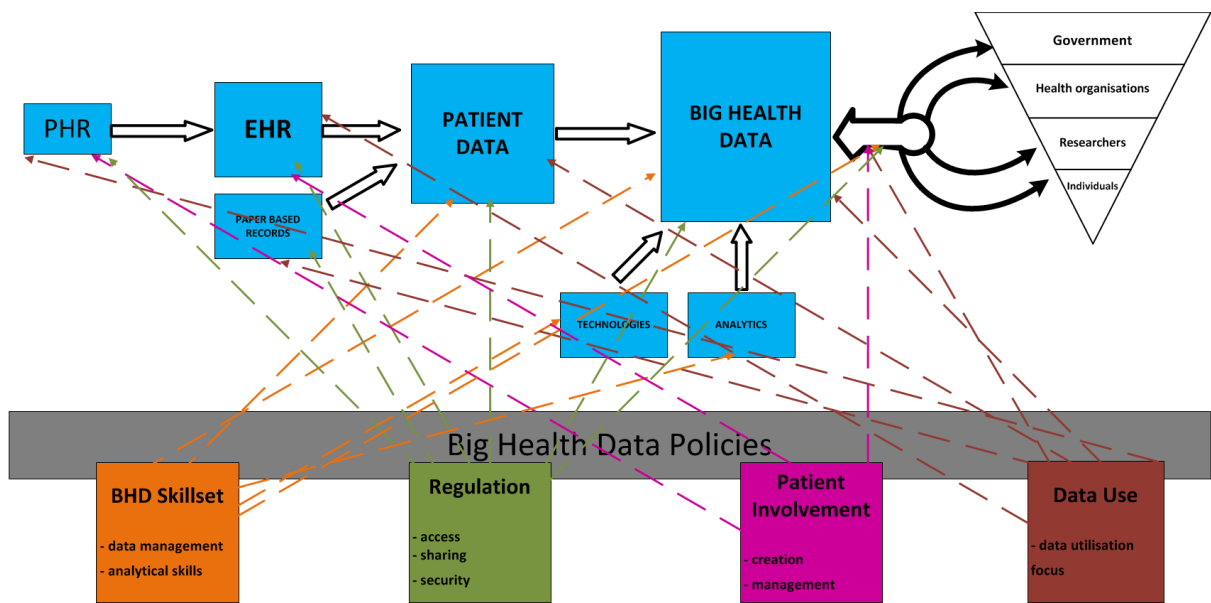 PHR
EHR
PAPER BASED
RECORDS
PATIENT
DATA
BIG HEALTH
DATA
TECHNOLOGIES
ANALYTICS
Government
Health organisations
Researchers
Individuals
Big Health Data Policies
BHD Skillset
- data management
- analytical skills
Regulation
- access
- sharing
- security
Patient
Involvement
- creation
- management
Data Use
- data utilisation
focus